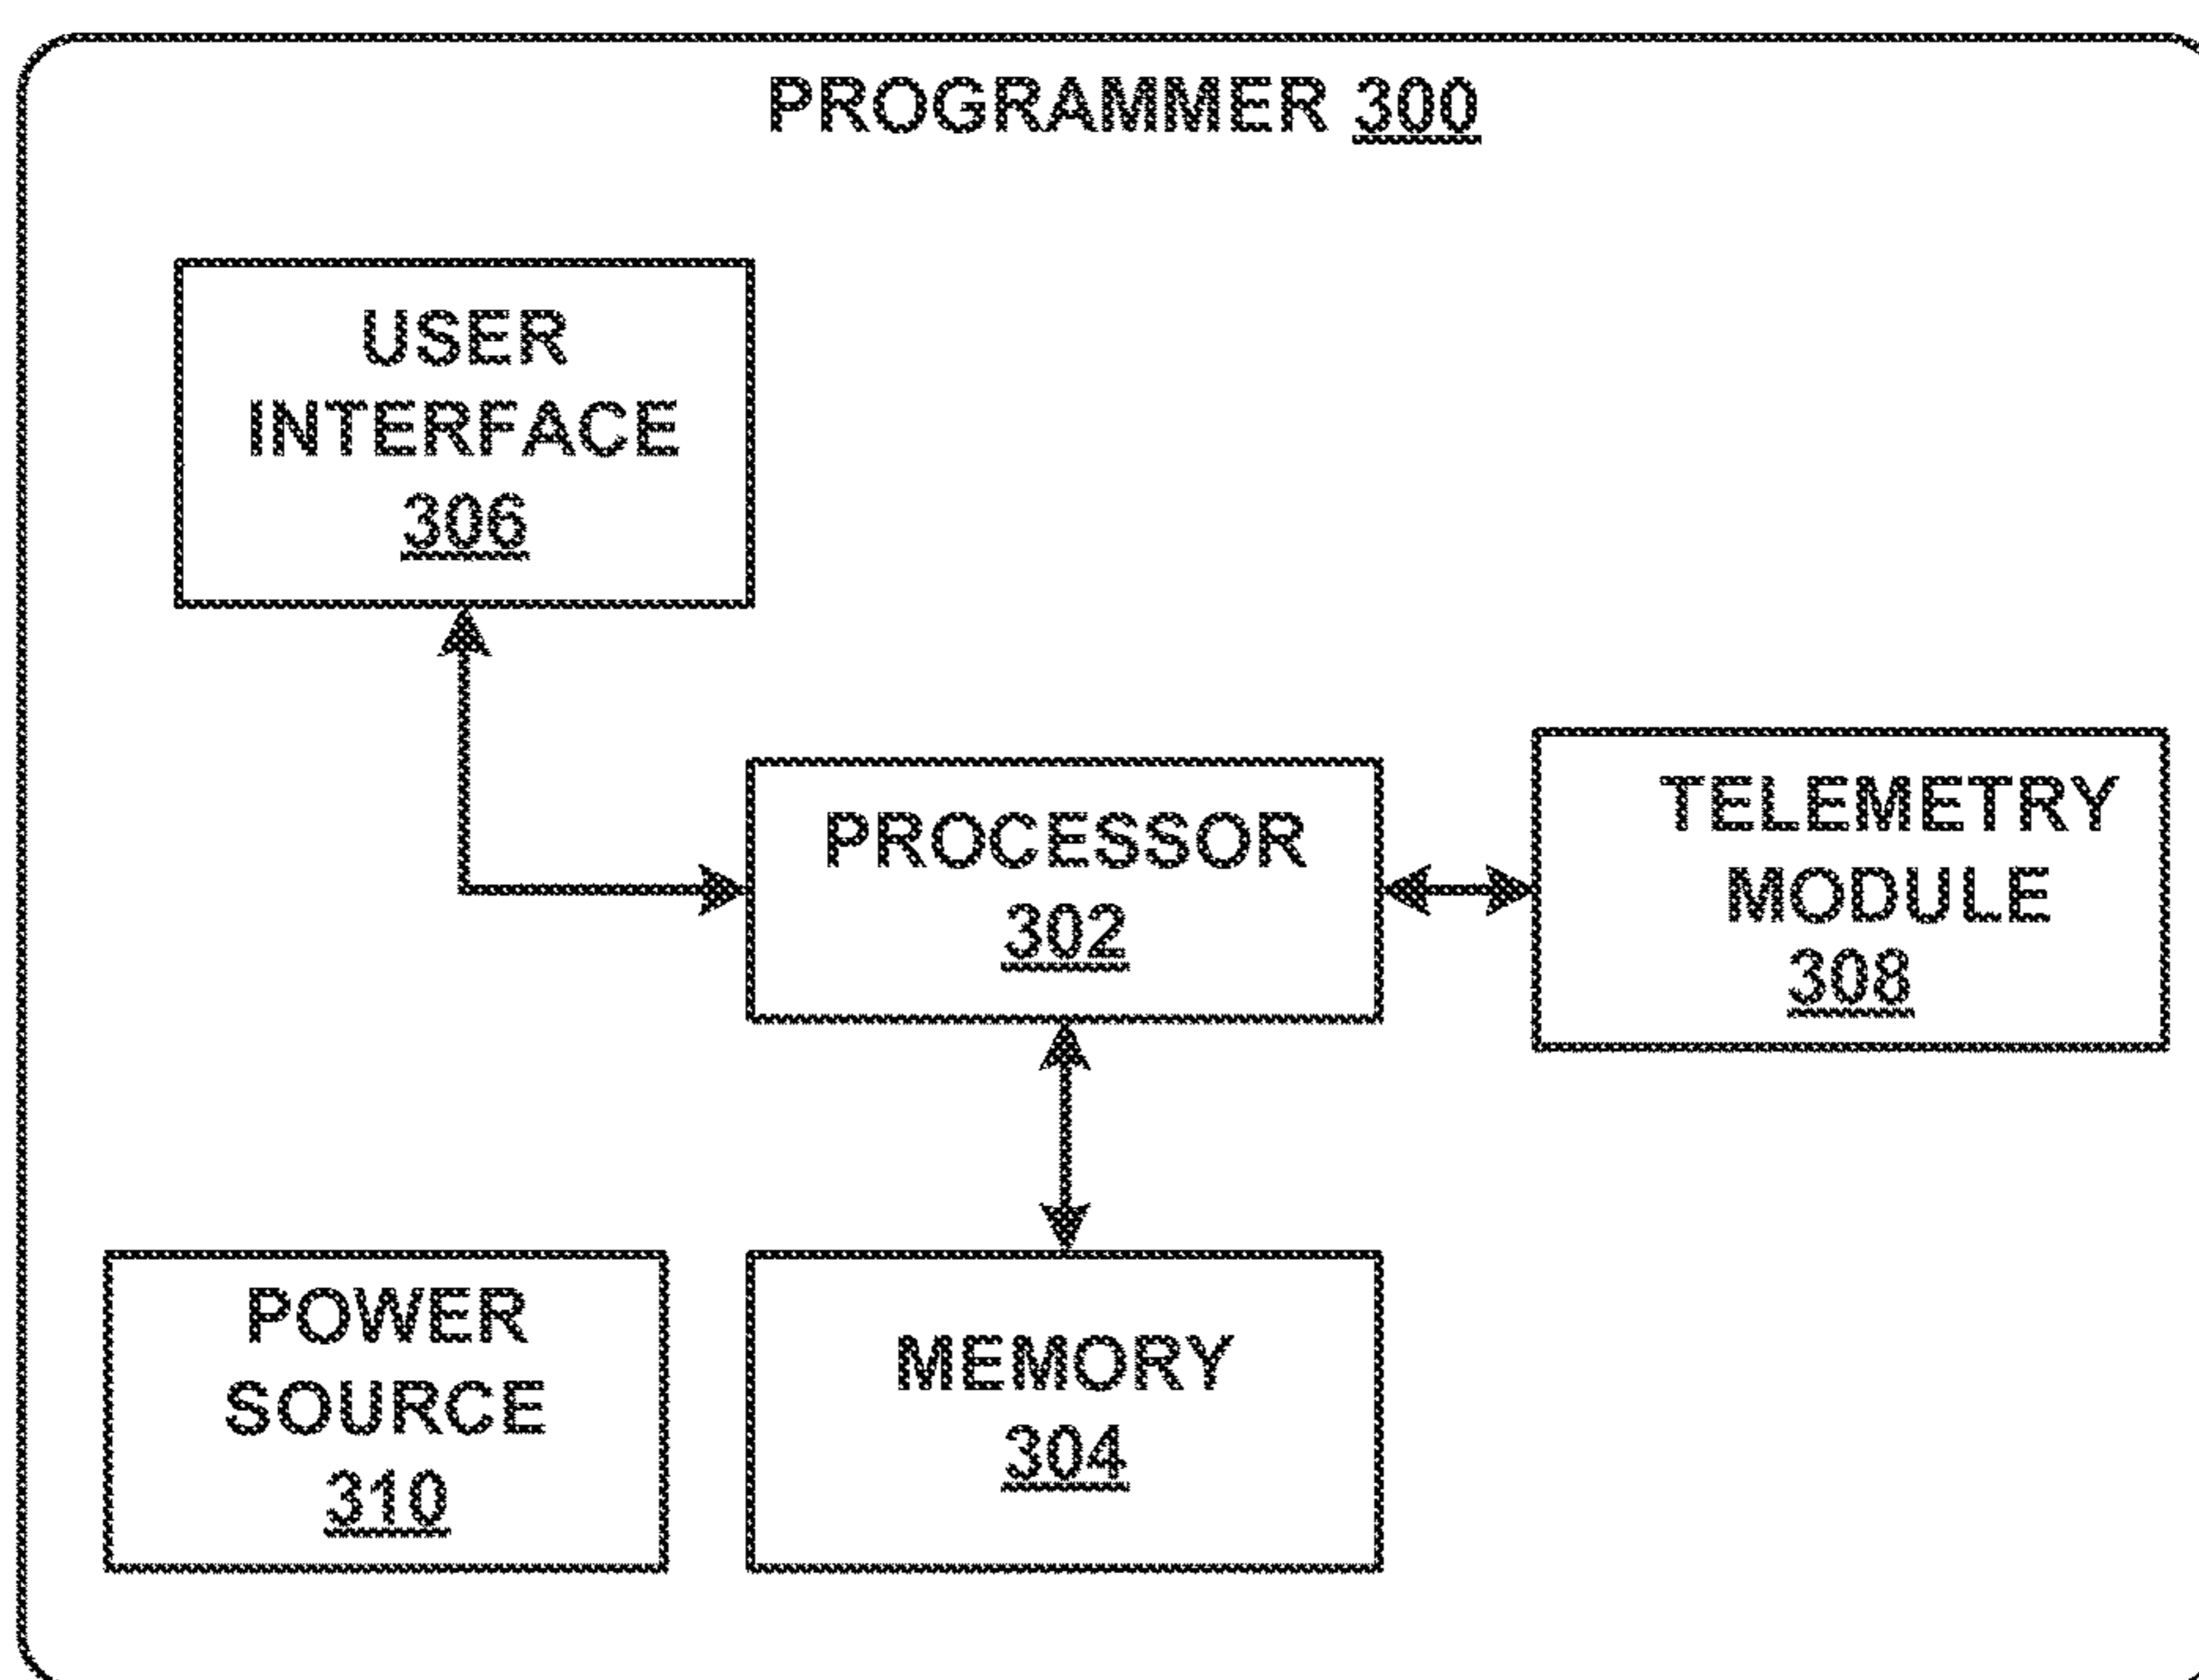 PROGRAMMER 300
USER
INTERFACE
306
PROCESSOR
302
TELEMETRY
MODULE
308
POWER
SOURCE
310
MEMORY
304